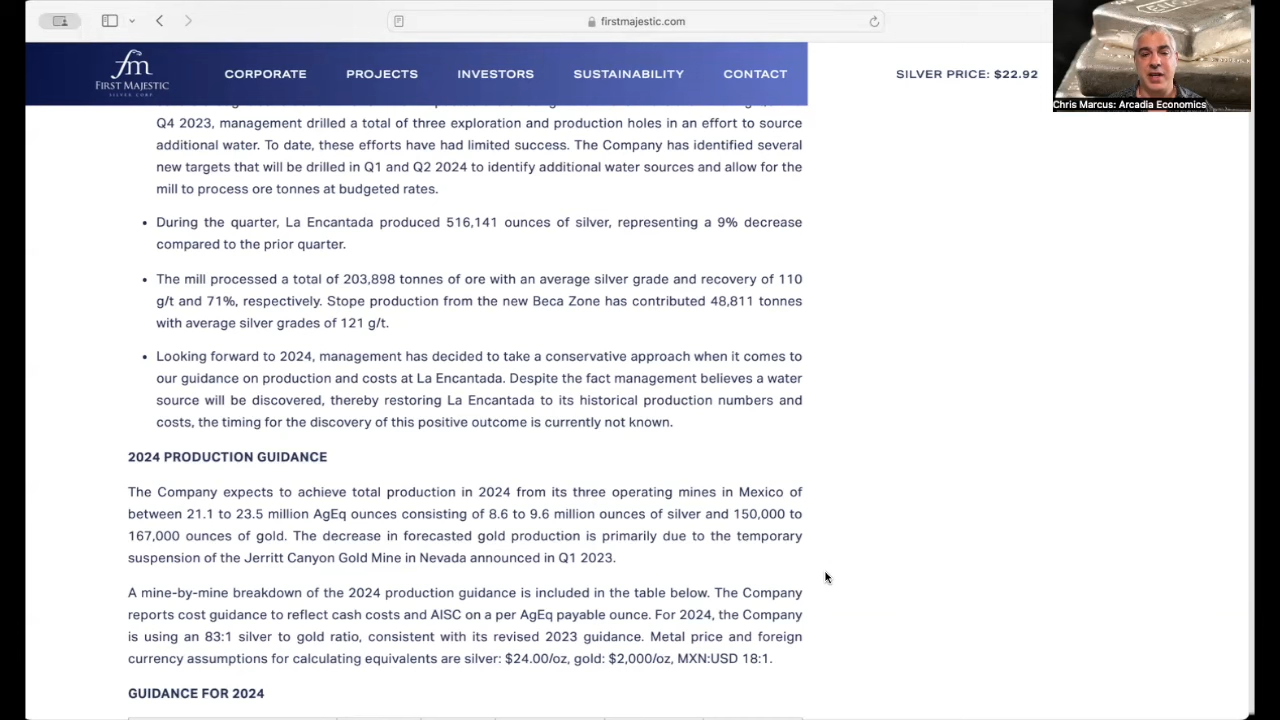 firstmajestic.com
fm
FIRST MAJESTIC
SILVER CORP
CORPORATE
PROJECTS
INVESTORS
SUSTAINABILITY
CONTACT
SILVER PRICE: $22.92
Chris Marcus: Arcadia Economics
Q4 2023, management drilled a total of three exploration and production holes in an effort to source
additional water. To date, these efforts have had limited success. The Company has identified several
new targets that will be drilled in Q1 and Q2 2024 to identify additional water sources and allow for the
mill to process ore tonnes at budgeted rates.
• During the quarter, La Encantada produced 516,141 ounces of silver, representing a 9% decrease
compared to the prior quarter.
• The mill processed a total of 203,898 tonnes of ore with an average silver grade and recovery of 110
g/t and 71%, respectively. Stope production from the new Beca Zone has contributed 48,811 tonnes
with average silver grades of 121 g/t.
• Looking forward to 2024, management has decided to take a conservative approach when it comes to
our guidance on production and costs at La Encantada. Despite the fact management believes a water
source will be discovered, thereby restoring La Encantada to its historical production numbers and
costs, the timing for the discovery of this positive outcome is currently not known.
2024 PRODUCTION GUIDANCE
The Company expects to achieve total production in 2024 from its three operating mines in Mexico of
between 21.1 to 23.5 million AgEq ounces consisting of 8.6 to 9.6 million ounces of silver and 150,000 to
167,000 ounces of gold. The decrease in forecasted gold production is primarily due to the temporary
suspension of the Jerritt Canyon Gold Mine in Nevada announced in Q1 2023.
A mine-by-mine breakdown of the 2024 production guidance is included in the table below. The Company
reports cost guidance to reflect cash costs and AISC on a per AgEq payable ounce. For 2024, the Company
is using an 83:1 silver to gold ratio, consistent with its revised 2023 guidance. Metal price and foreign
currency assumptions for calculating equivalents are silver: $24.00/oz, gold: $2,000/oz, MXN:USD 18:1.
GUIDANCE FOR 2024